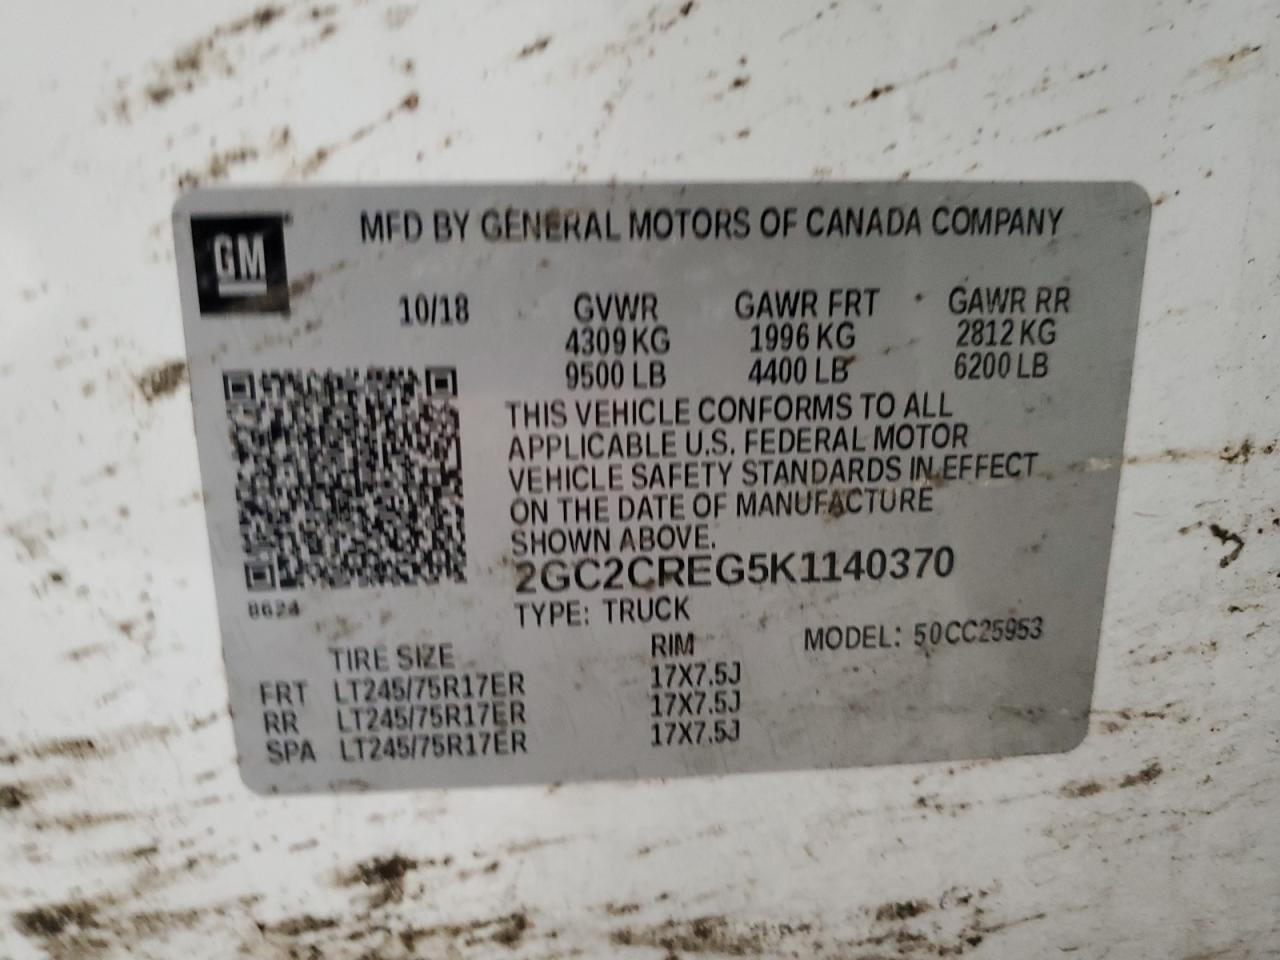 GM
MFD BY GENERAL MOTORS OF CANADA COMPANY
10/18 GVWR GAWR FRT GAWR RR
4309 KG 1996 KG 2812 KG
9500 LB 4400 LB 6200 LB
THIS VEHICLE CONFORMS TO ALL
APPLICABLE U.S. FEDERAL MOTOR
VEHICLE SAFETY STANDARDS IN EFFECT
ON THE DATE OF MANUFACTURE
SHOWN ABOVE.
2GC2CREG5K1140370
8624
TYPE: TRUCK
MODEL: 50CC25953
TIRE SIZE RIM
FRT LT245/75R17ER 17X7.5J
RR LT245/75R17ER 17X7.5J
SPA LT245/75R17ER 17X7.5J